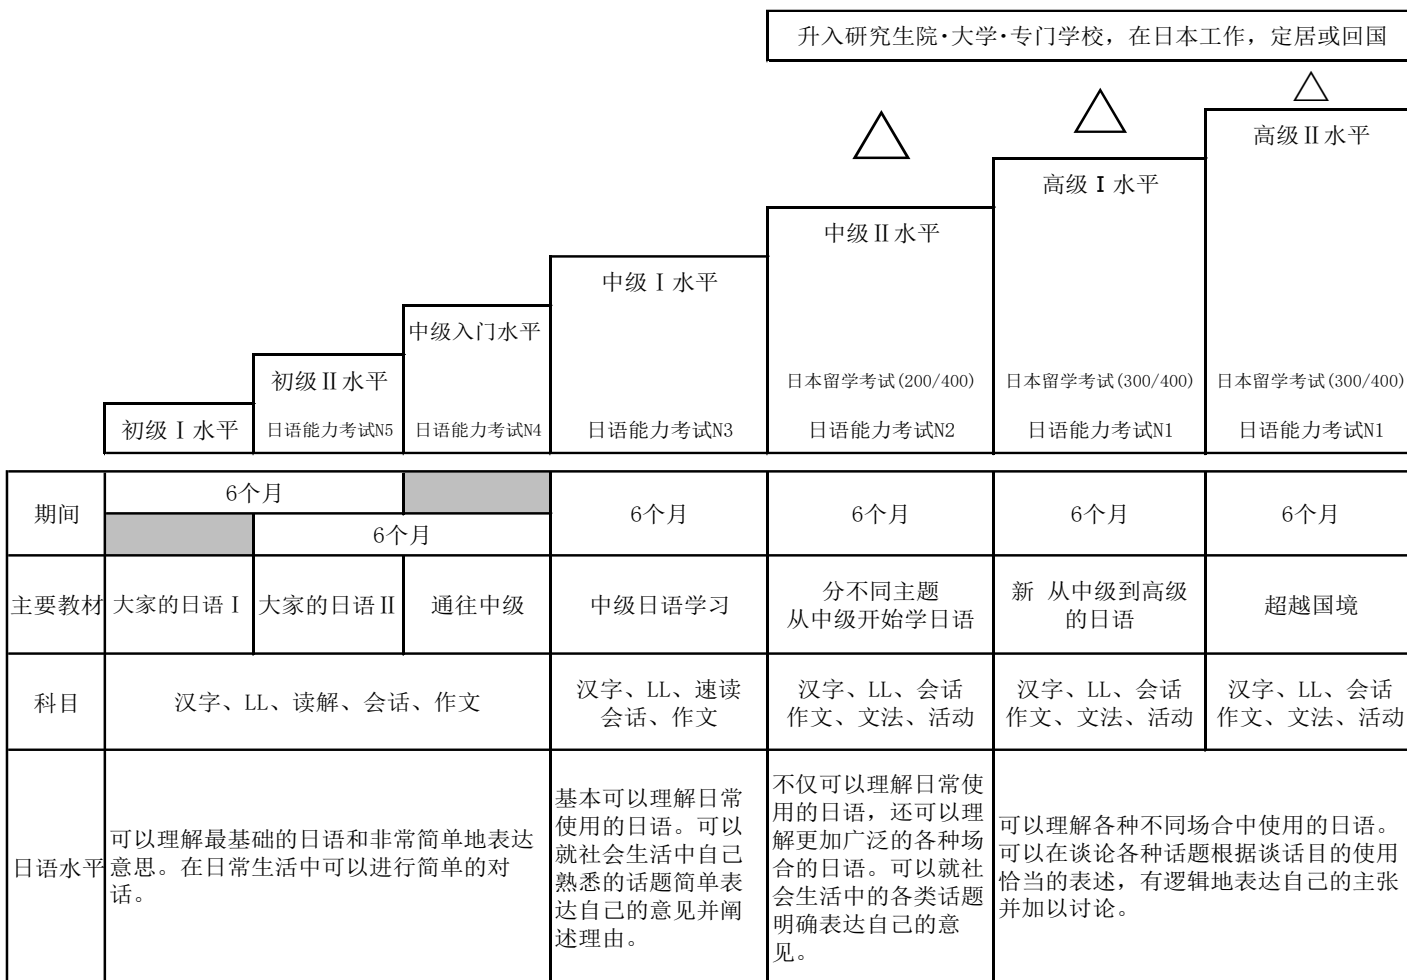 升入研究生院·大学·专门学校，在日本工作，定居或回国
高级Ⅱ水平
高级Ⅰ水平
中级Ⅱ水平
中级Ⅰ水平
中级入门水平
初级Ⅱ水平
日本留学考试(200/400)
日本留学考试(300/400)
日本留学考试(300/400)
初级Ⅰ水平
日语能力考试N5
日语能力考试N4
日语能力考试N3
日语能力考试N2
日语能力考试N1
日语能力考试N1
期间
6个月
6个月
6个月
6个月
6个月
6个月
主要教材
大家的日语Ⅰ
大家的日语Ⅱ
通往中级
中级日语学习
分不同主题
从中级开始学日语
新 从中级到高级
的日语
超越国境
科目
汉字、LL、读解、会话、作文
汉字、LL、速读
会话、作文
汉字、LL、会话
作文、文法、活动
汉字、LL、会话
作文、文法、活动
汉字、LL、会话
作文、文法、活动
日语水平
可以理解最基础的日语和非常简单地表达
意思。在日常生活中可以进行简单的对
话。
基本可以理解日常
使用的日语。可以
就社会生活中自己
熟悉的话题简单表
达自己的意见并阐
述理由。
不仅可以理解日常使
用的日语，还可以理
解更加广泛的各种场
合的日语。可以就社
会生活中的各类话题
明确表达自己的意
见。
可以理解各种不同场合中使用的日语。
可以在谈论各种话题根据谈话目的使用
恰当的表述，有逻辑地表达自己的主张
并加以讨论。